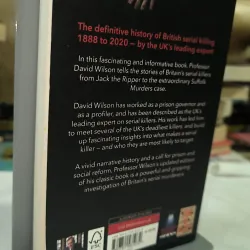 The definitive history of British serial killing
1888 to 2020 – by the UK's leading expert
In this fascinating and informative book, Professor
David Wilson tells the stories of Britain's serial killers
from Jack the Ripper to the extraordinary Suffolk
Murders case.
David Wilson has worked as a prison governor and
as a profiler, and has been described as the UK's
leading expert on serial killers. His work has led him
to meet several of the UK's deadliest killers, and build
up fascinating insights into what makes a serial
killer – and who they are most likely to target.
A vivid narrative history and a call for prison and
social reform, Professor Wilson's updated edition
of his classic book is a powerful and gripping
investigation of Britain's serial murderers
FSC